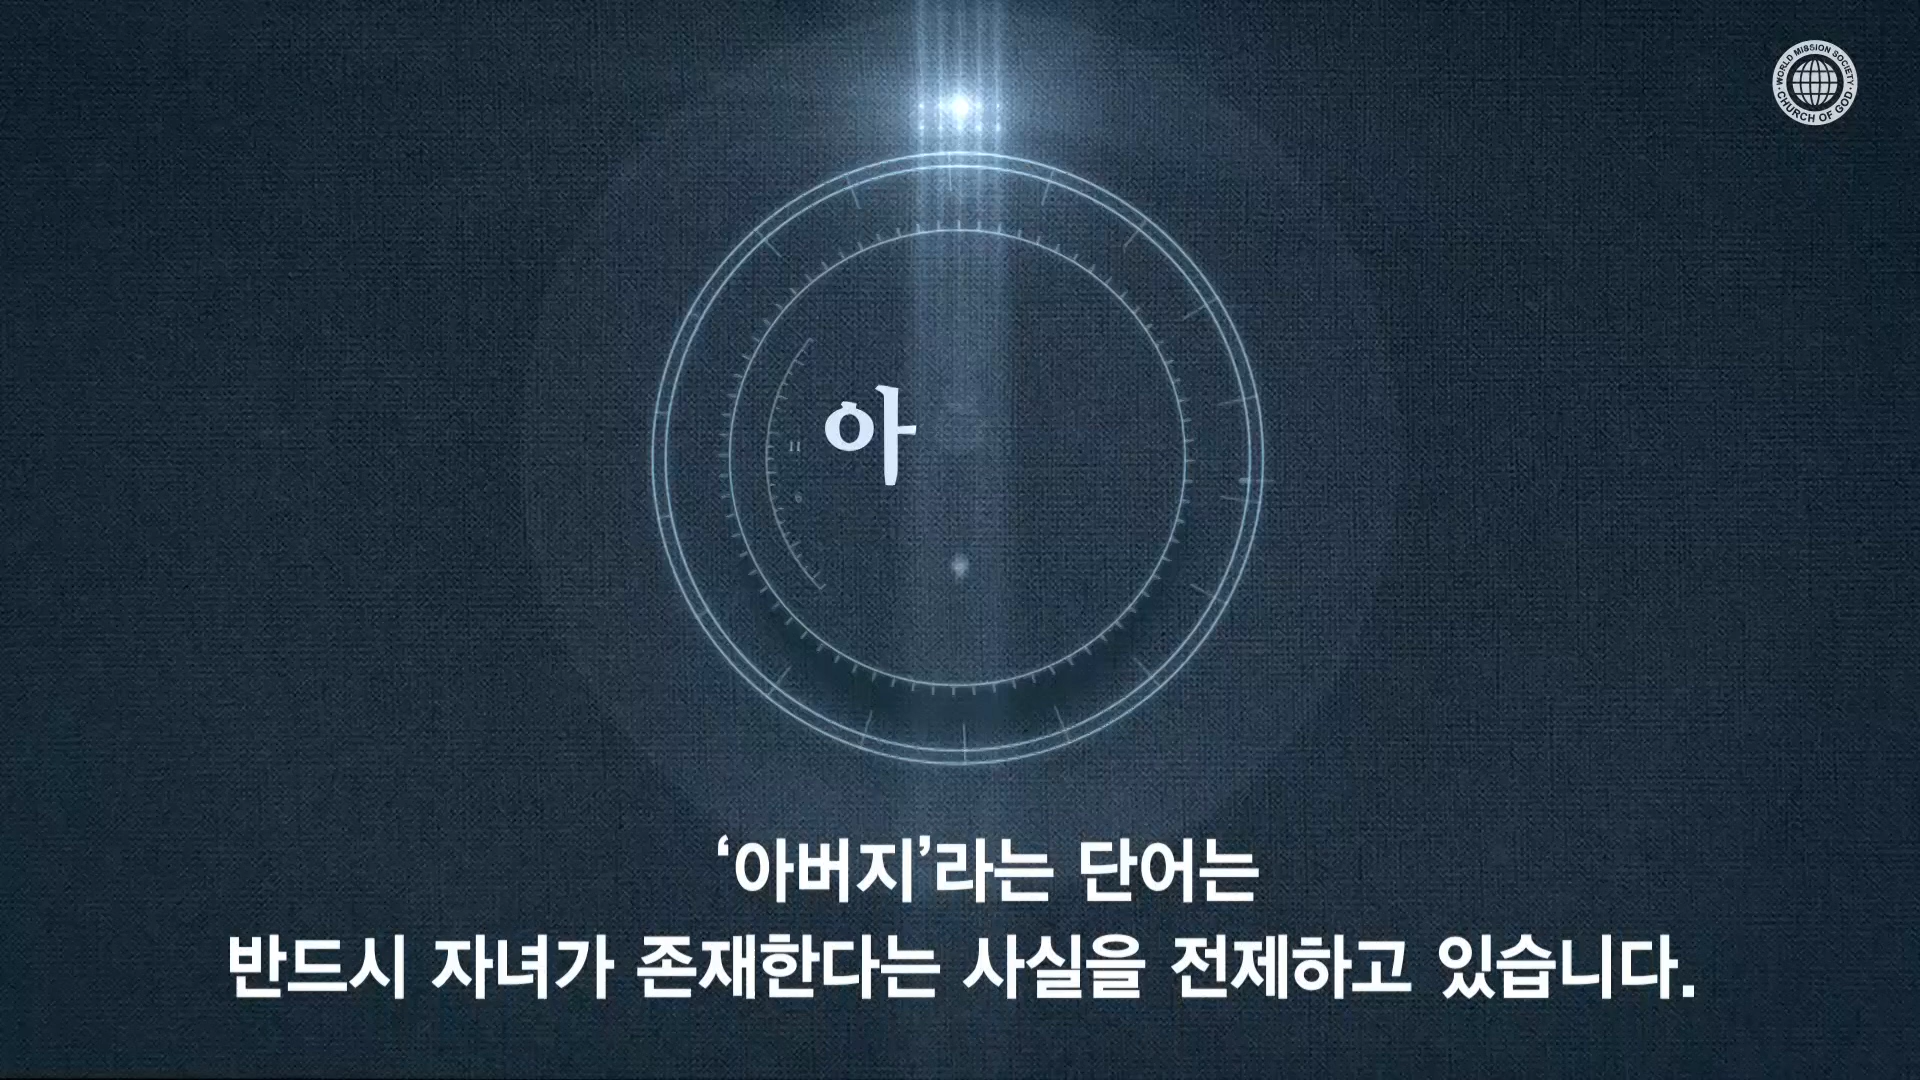 WORLD MISSION SOCIETY
CHURCH OF GOD
아
‘아버지’라는 단어는
반드시 자녀가 존재한다는 사실을 전제하고 있습니다.